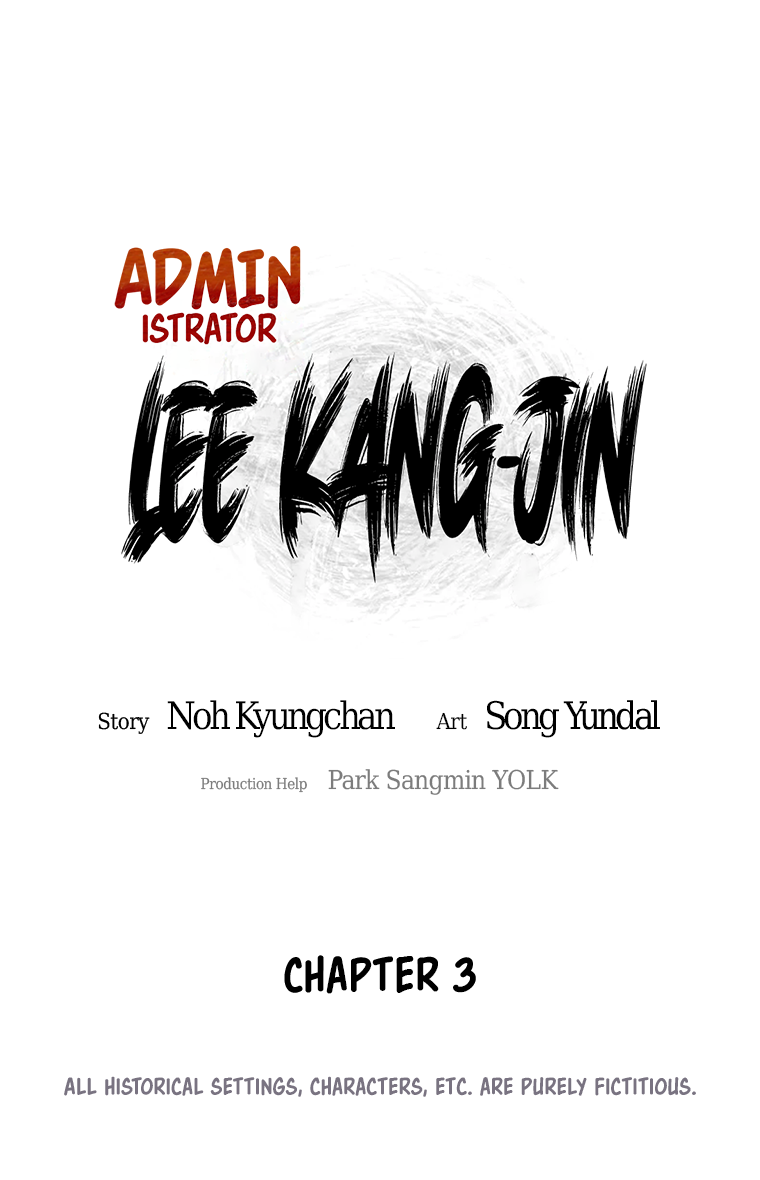 ADMIN
ISTRATOR
LEE KANG-JIN
Story Noh Kyungchan Art Song Yundal
Production Help Park Sangmin YOLK
CHAPTER 3
ALL HISTORICAL SETTINGS, CHARACTERS, ETC. ARE PURELY FICTITIOUS.